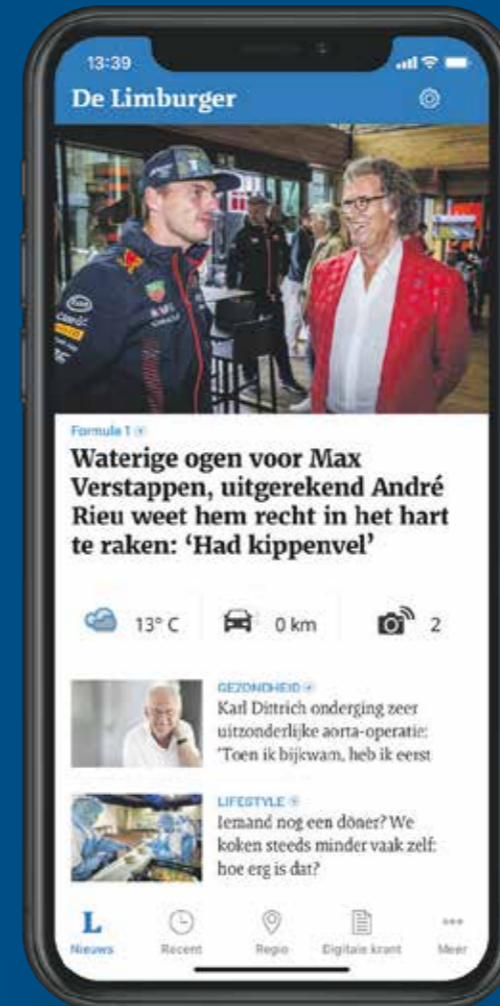 13:39
De Limburger
Formula 1
Waterige ogen voor Max
Verstappen, uitgerekend André
Rieu weet hem recht in het hart
te raken: ‘Had kippenvel’
13° C
0 km
2
GEZONDHEID
Karl Dittrich onderging zeer
uitzonderlijke aorta-operatie:
‘Toen ik bijkwam, heb ik eerst
LIFESTYLE
Iemand nog een döner? We
koken steeds minder vaak zelf:
hoe erg is dat?
L
Nieuws
Recent
Regio
Digitale krant
Meer